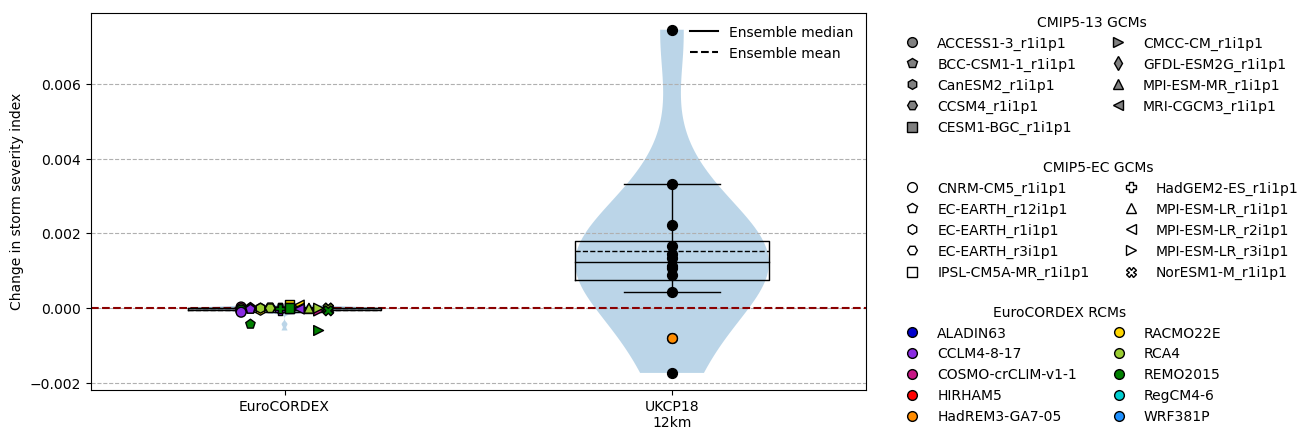 Change in storm severity index
0.006
0.004
0.002
0.000
−0.002
EuroCORDEX
UKCP18
12km
Ensemble median
Ensemble mean
CMIP5-13 GCMs
ACCESS1-3_r1i1p1
BCC-CSM1-1_r1i1p1
CanESM2_r1i1p1
CCSM4_r1i1p1
CESM1-BGC_r1i1p1
CMCC-CM_r1i1p1
GFDL-ESM2G_r1i1p1
MPI-ESM-MR_r1i1p1
MRI-CGCM3_r1i1p1
CMIP5-EC GCMs
CNRM-CM5_r1i1p1
EC-EARTH_r12i1p1
EC-EARTH_r1i1p1
EC-EARTH_r3i1p1
IPSL-CM5A-MR_r1i1p1
HadGEM2-ES_r1i1p1
MPI-ESM-LR_r1i1p1
MPI-ESM-LR_r2i1p1
MPI-ESM-LR_r3i1p1
NorESM1-M_r1i1p1
EuroCORDEX RCMs
ALADIN63
CCLM4-8-17
COSMO-crCLIM-v1-1
HIRHAM5
HadREM3-GA7-05
RACMO22E
RCA4
REMO2015
RegCM4-6
WRF381P